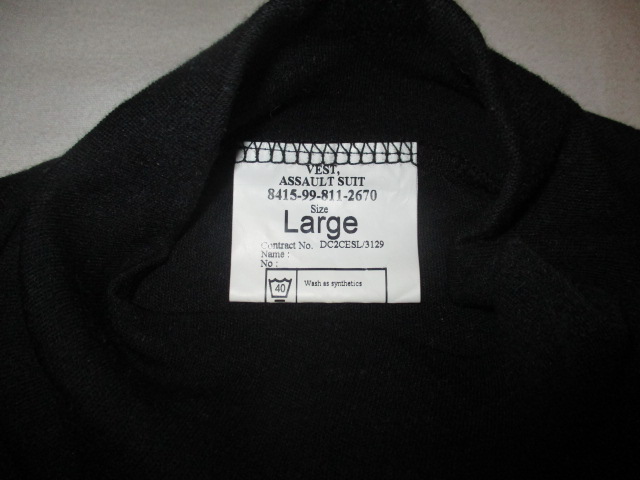 VEST,
ASSAULT SUIT
8415-99-811-2670
Size
Large
Contract No. DC2CESL/3129
Name :
No :
40 Wash as synthetics